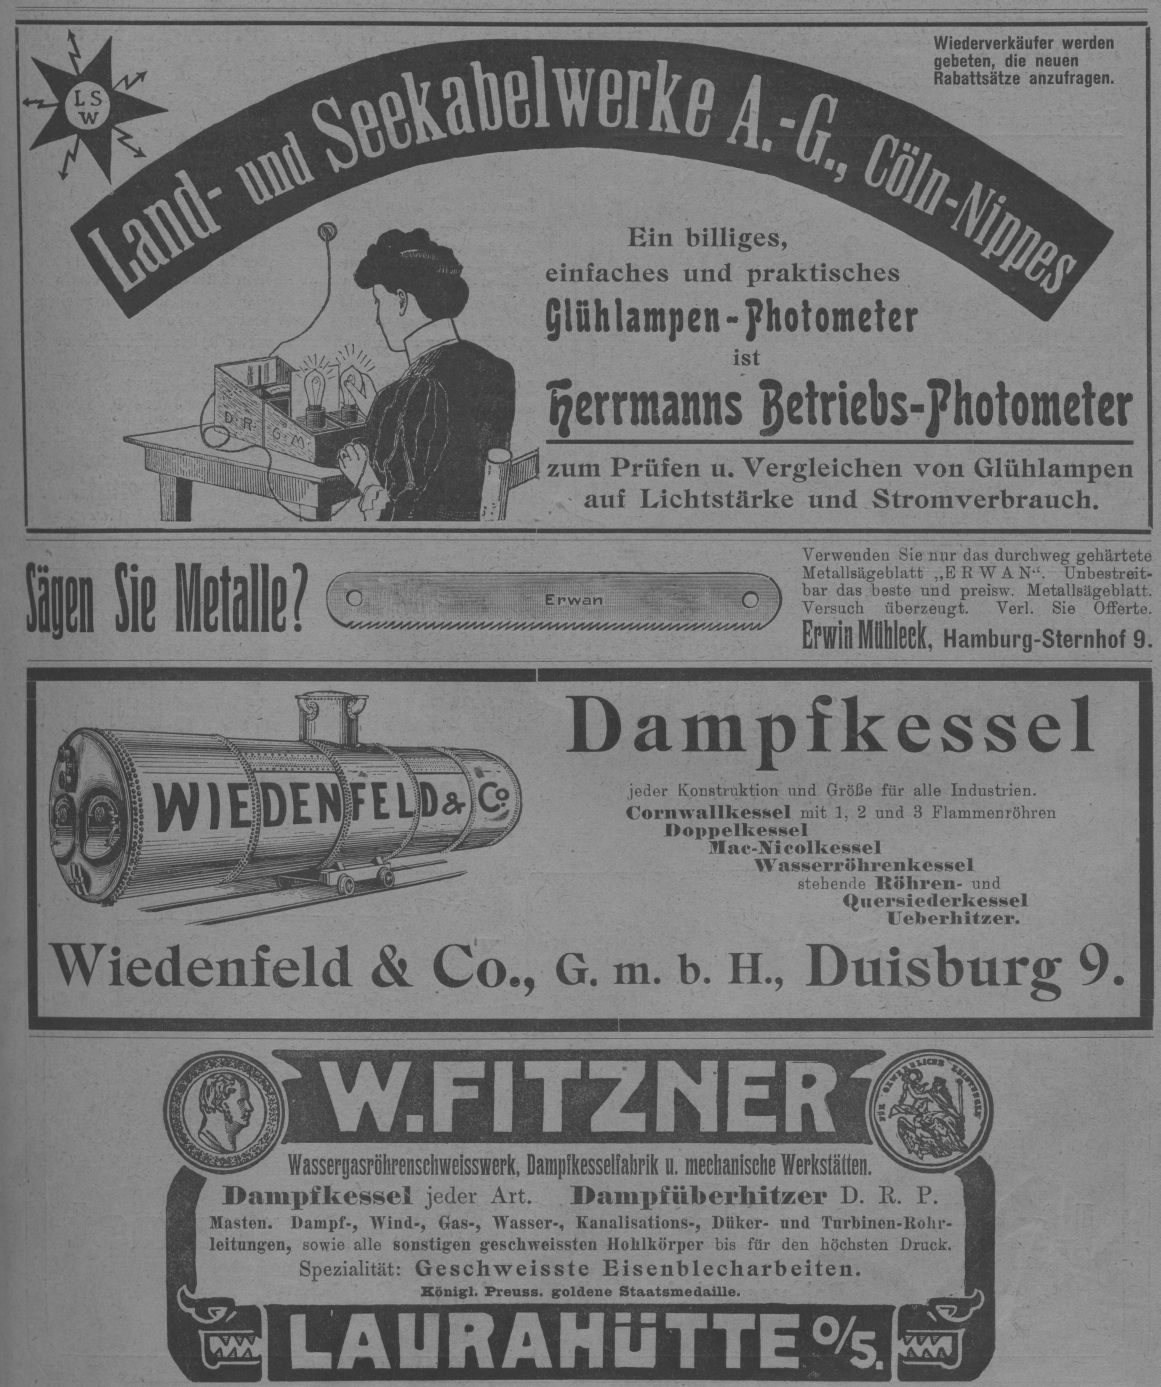 Wiederverkäufer werden
gebeten, die neuen
Rabattsätze anzufragen.
L S
W
Land- und Seekabelwerke A.-G., Cöln-Nippes
Ein billiges,
einfaches und praktisches
Glühlampen-Photometer
ist
Herrmanns Betriebs-Photometer
zum Prüfen u. Vergleichen von Glühlampen
auf Lichtstärke und Stromverbrauch.
D.R.G.M.
Sägen Sie Metalle?
Erwan
Verwenden Sie nur das durchweg gehärtete
Metallsägeblatt „ERWAN“. Unbestreit-
bar das beste und preisw. Metallsägeblatt.
Versuch überzeugt. Verl. Sie Offerte.
Erwin Mühleck, Hamburg-Sternhof 9.
WIEDENFELD & Co.
Dampfkessel
jeder Konstruktion und Größe für alle Industrien.
Cornwallkessel mit 1, 2 und 3 Flammenröhren
Doppelkessel
Mac-Nicolkessel
Wasserröhrenkessel
stehende Röhren- und
Quersiederkessel
Ueberhitzer.
Wiedenfeld & Co., G. m. b. H., Duisburg 9.
W. FITZNER
FÜR GEWERBLICHE LEISTUNGEN
Wassergasröhrenschweisswerk, Dampfkesselfabrik u. mechanische Werkstätten.
Dampfkessel jeder Art. Dampfüberhitzer D. R. P.
Masten. Dampf-, Wind-, Gas-, Wasser-, Kanalisations-, Düker- und Turbinen-Rohr-
leitungen, sowie alle sonstigen geschweissten Hohlkörper bis für den höchsten Druck.
Spezialität: Geschweisste Eisenblecharbeiten.
Königl. Preuss. goldene Staatsmedaille.
LAURAHÜTTE O/S.